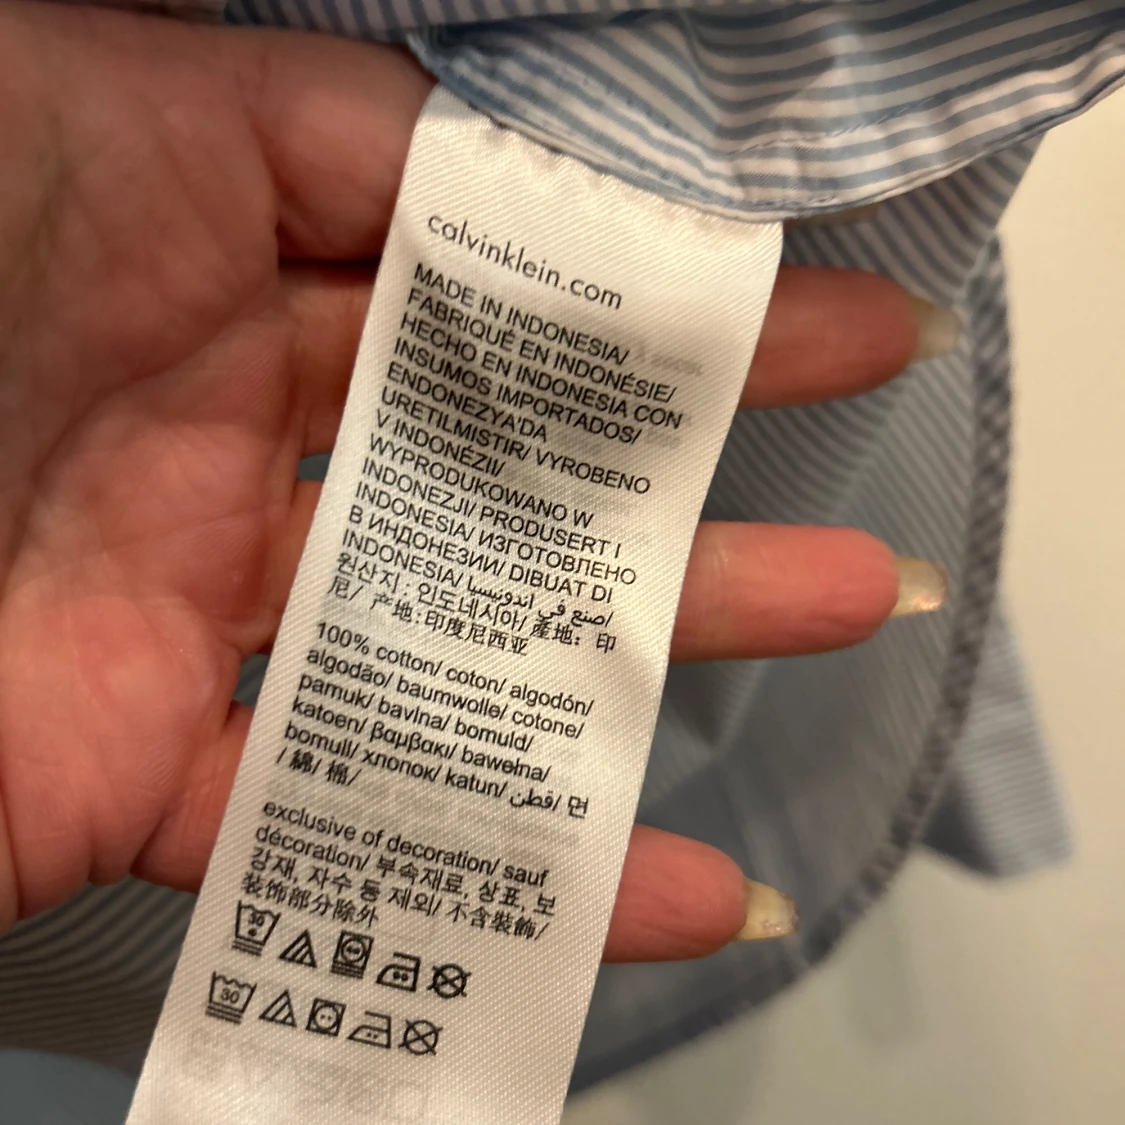 calvinklein.com
MADE IN INDONESIA/
FABRIQUÉ EN INDONÉSIE/
HECHO EN INDONESIA CON
INSUMOS IMPORTADOS/
ENDONEZYA'DA
URETILMISTIR/ VYROBENO
V INDONÉZII/
WYPRODUKOWANO W
INDONEZJI/ PRODUSERT I
INDONESIA/ ИЗГОТОВЛЕНО
В ИНДОНЕЗИИ/ DIBUAT DI
INDONESIA/ صنع في اندونيسيا/
원산지: 인도네시아/ 產地: 印
尼/ 产地:印度尼西亚
100% cotton/ coton/ algodón/
algodão/ baumwolle/ cotone/
pamuk/ bavlna/ bomuld/
katoen/ βαμβακι/ bawełna/
bomull/ хлопок/ katun/ قطن/ 면
/ 綿/ 棉/
exclusive of decoration/ sauf
décoration/ 부속재료, 상표, 보
강재, 자수 등 제외/ 不含裝飾/
装饰部分除外
30
30